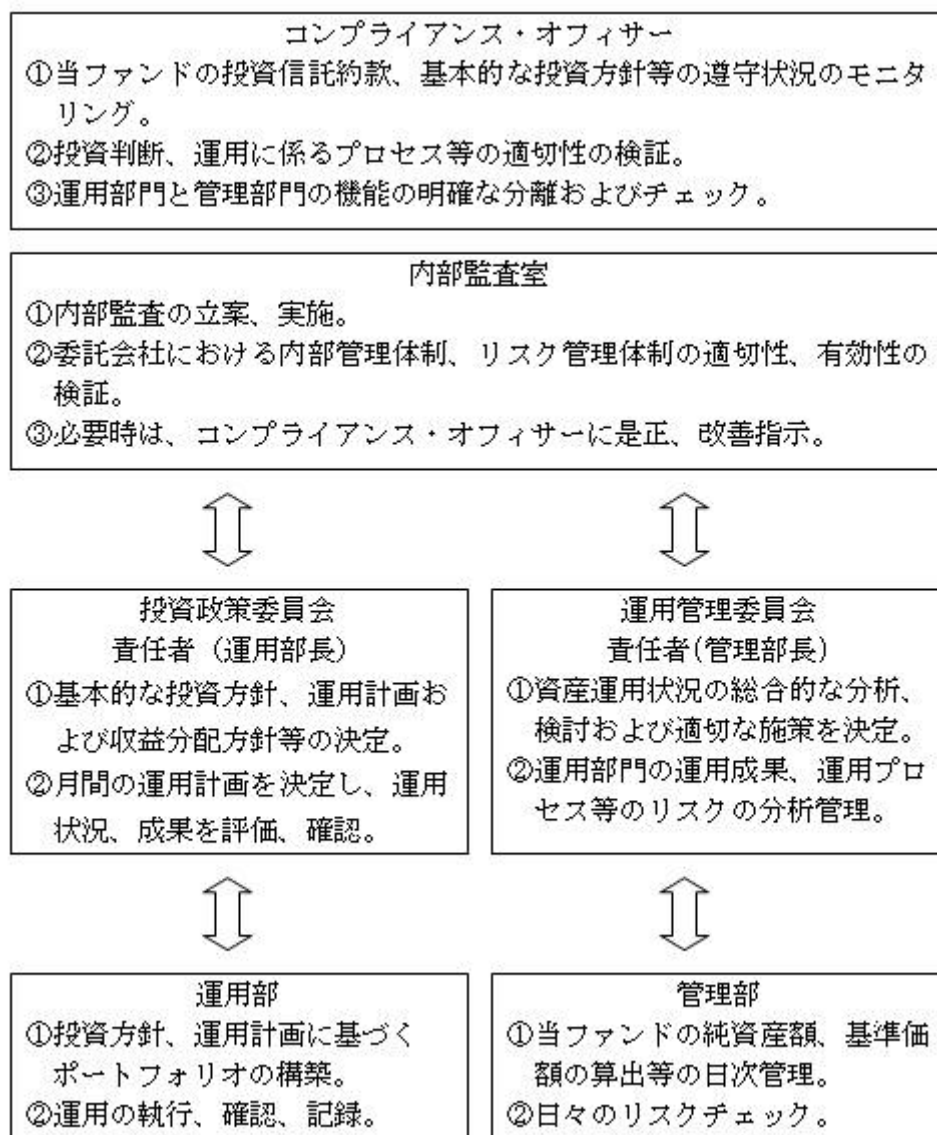 コンプライアンス・オフィサー
①当ファンドの投資信託約款、基本的な投資方針等の遵守状況のモニタ
リング。
②投資判断、運用に係るプロセス等の適切性の検証。
③運用部門と管理部門の機能の明確な分離およびチェック。
内部監査室
①内部監査の立案、実施。
②委託会社における内部管理体制、リスク管理体制の適切性、有効性の
検証。
③必要時は、コンプライアンス・オフィサーに是正、改善指示。
投資政策委員会
責任者（運用部長）
①基本的な投資方針、運用計画お
よび収益分配方針等の決定。
②月間の運用計画を決定し、運用
状況、成果を評価、確認。
運用管理委員会
責任者(管理部長)
①資産運用状況の総合的な分析、
検討および適切な施策を決定。
②運用部門の運用成果、運用プロ
セス等のリスクの分析管理。
運用部
①投資方針、運用計画に基づく
ポートフォリオの構築。
②運用の執行、確認、記録。
管理部
①当ファンドの純資産額、基準価
額の算出等の日次管理。
②日々のリスクチェック。